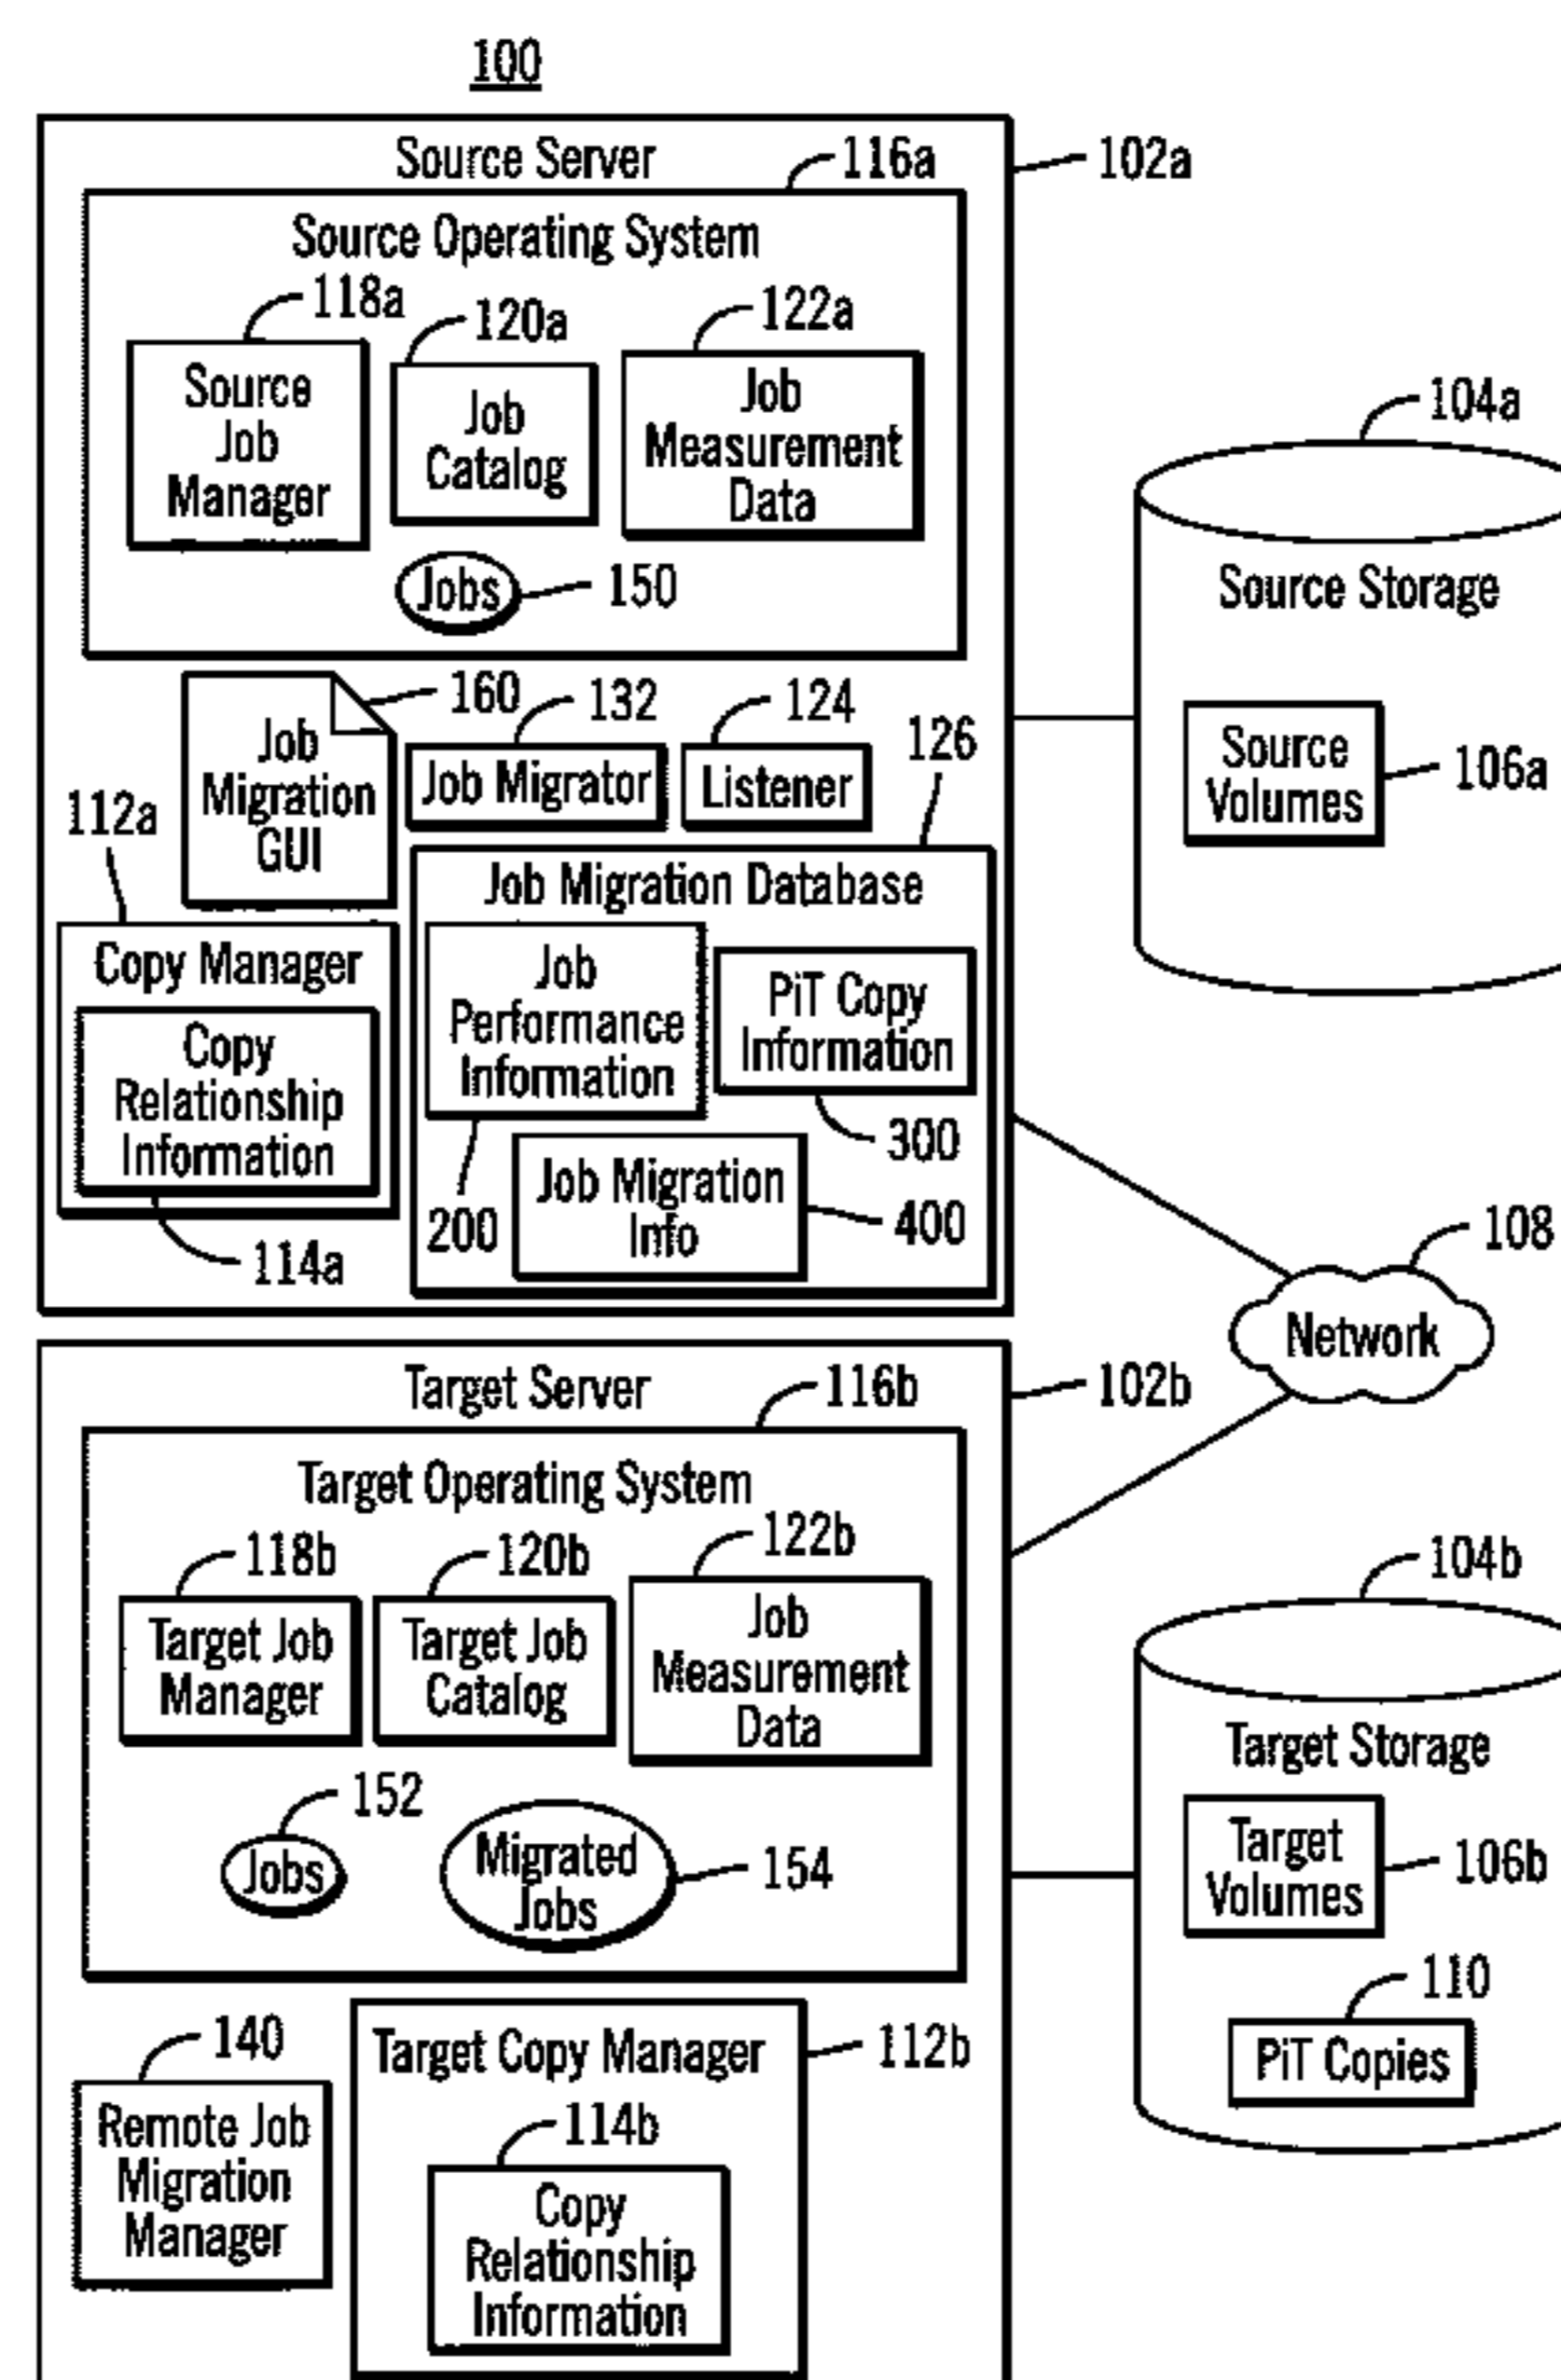 100
Source Server
116a
102a
Source Operating System
118a
120a
122a
Source
Job
Manager
Job
Catalog
Job
Measurement
Data
Jobs
150
104a
Source Storage
Source
Volumes
106a
160
132
124
126
Job
Migration
GUI
Job Migrator
Listener
112a
Job Migration Database
Copy Manager
Copy
Relationship
Information
114a
Job
Performance
Information
200
PiT Copy
Information
300
Job Migration
Info
400
108
Network
Target Server
116b
102b
Target Operating System
118b
120b
122b
Target Job
Manager
Target Job
Catalog
Job
Measurement
Data
152
Jobs
Migrated
Jobs
154
104b
Target Storage
Target
Volumes
106b
110
PiT Copies
140
Remote Job
Migration
Manager
Target Copy Manager
112b
114b
Copy
Relationship
Information